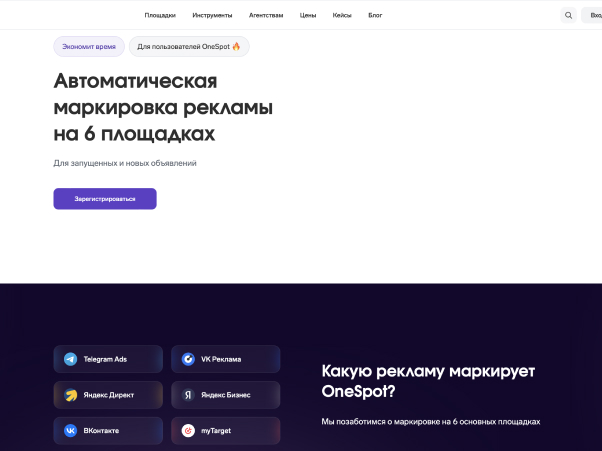 Площадки Инструменты Агентствам Цены Кейсы Блог
Экономит время Для пользователей OneSpot 🔥
Автоматическая
маркировка рекламы
на 6 площадках
Для запущенных и новых объявлений
Зарегистрироваться
Telegram Ads VK Реклама
Яндекс Директ Яндекс Бизнес
ВКонтакте myTarget
Какую рекламу маркирует
OneSpot?
Мы позаботимся о маркировке на 6 основных площадках